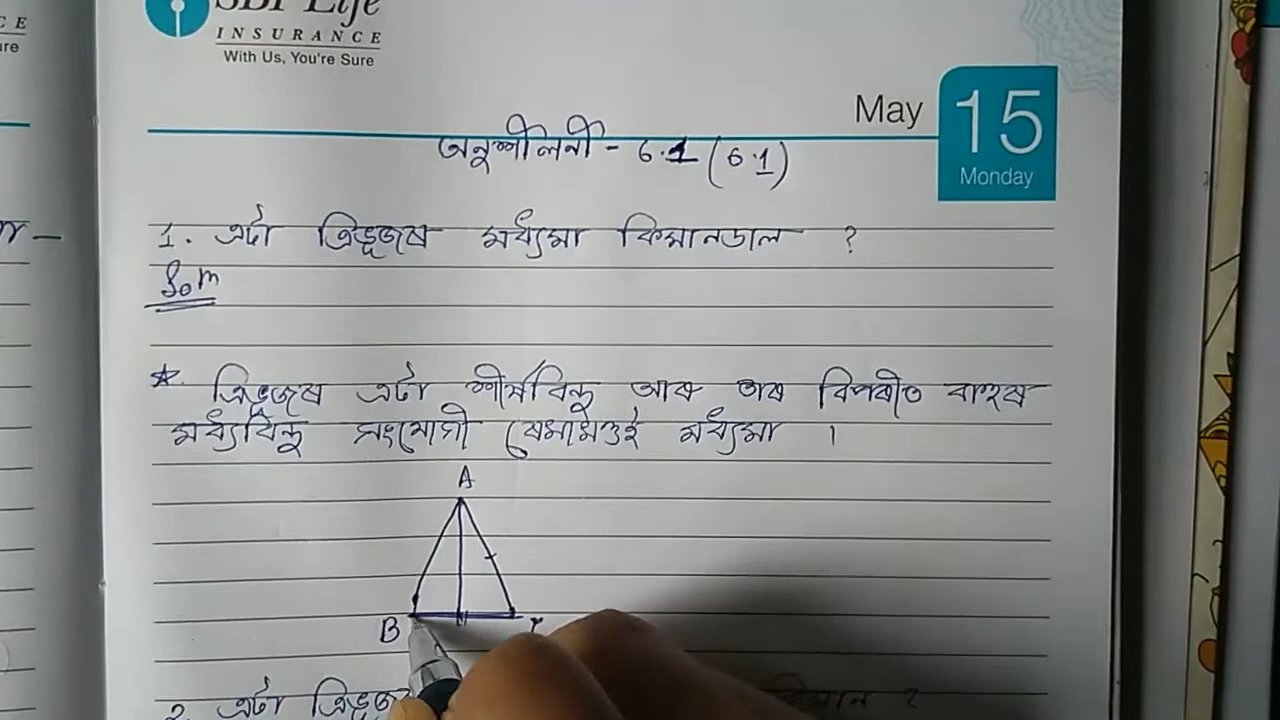 SBI Life
INSURANCE
With Us, You're Sure
May 15
Monday
অনুশীলনী - 6.1 (6.1)
1. এটা ত্ৰিভূজৰ মধ্যমা কিমানডাল ?
Solⁿ
* ত্ৰিভূজৰ এটা শীৰ্ষবিন্দু আৰু তাৰ বিপৰীত বাহুৰ
মধ্যবিন্দু সংযোগী ৰেখাখণ্ডই মধ্যমা ।
A
B
2. এটা